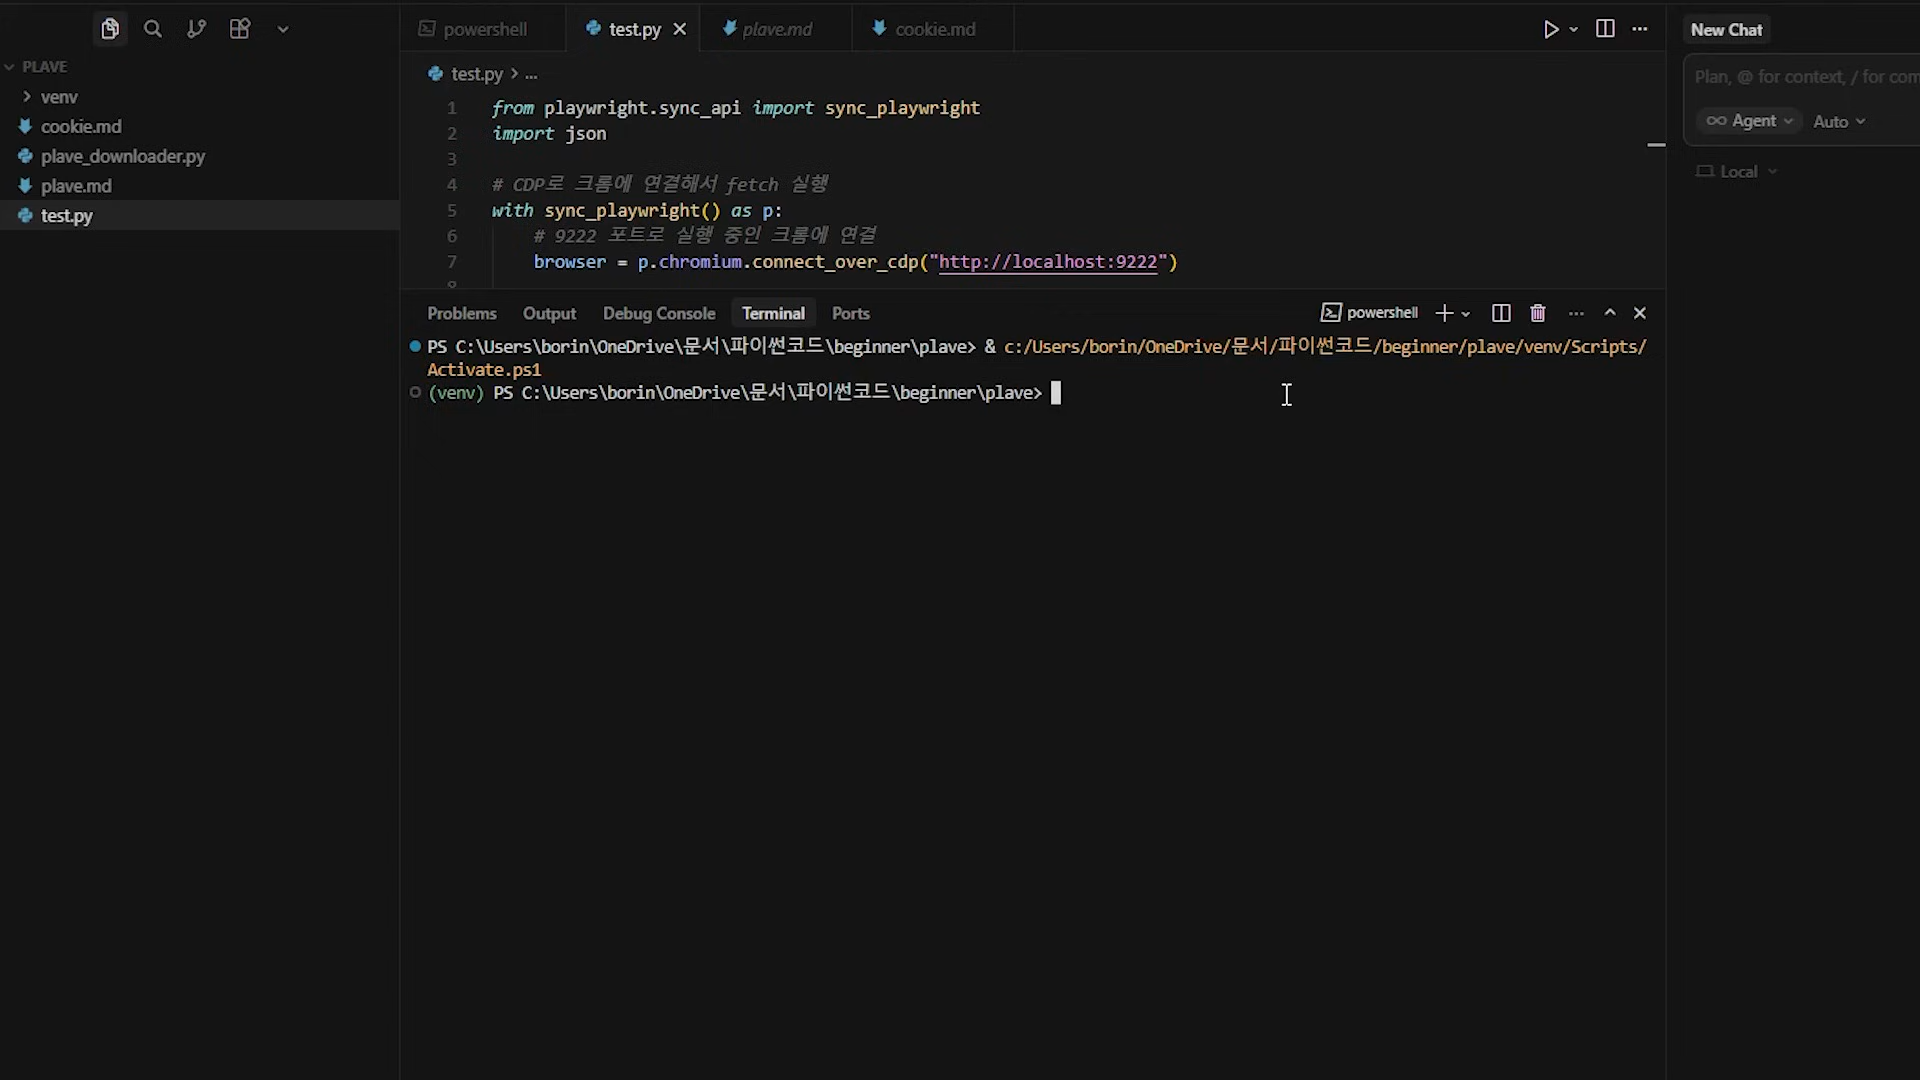 powershell
test.py
plave.md
cookie.md
New Chat
PLAVE
venv
cookie.md
plave_downloader.py
plave.md
test.py
test.py > ...
1 from playwright.sync_api import sync_playwright
2 import json
3
4 # CDP로 크롬에 연결해서 fetch 실행
5 with sync_playwright() as p:
6 # 9222 포트로 실행 중인 크롬에 연결
7 browser = p.chromium.connect_over_cdp("http://localhost:9222")
Plan, @ for context, / for com
Agent Auto
Local
Problems Output Debug Console Terminal Ports
powershell
PS C:\Users\borin\OneDrive\문서\파이썬코드\beginner\plave> & c:/Users/borin/OneDrive/문서/파이썬코드/beginner/plave/venv/Scripts/
Activate.ps1
(venv) PS C:\Users\borin\OneDrive\문서\파이썬코드\beginner\plave>